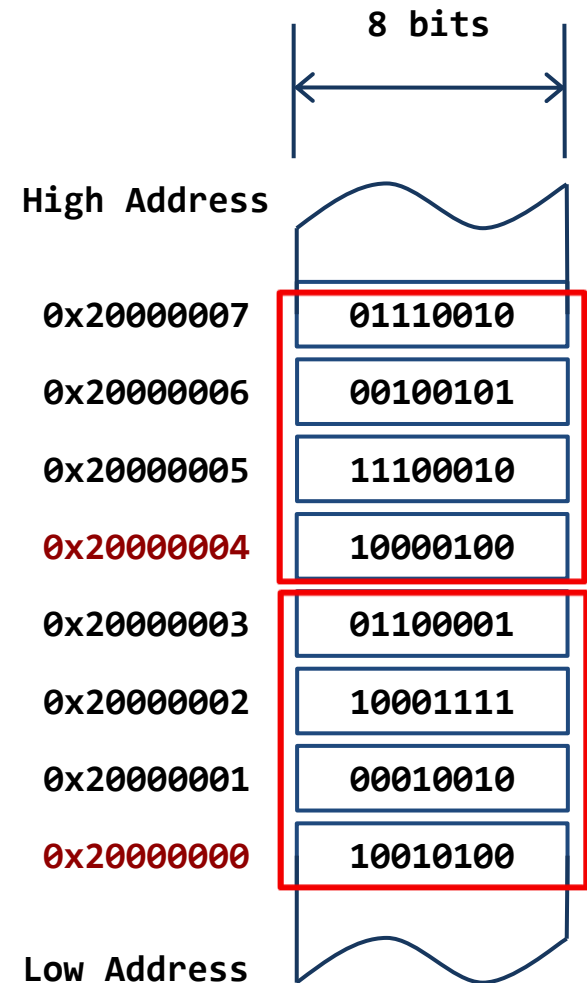 8 bits
High Address
0x20000007 01110010
0x20000006 00100101
0x20000005 11100010
0x20000004 10000100
0x20000003 01100001
0x20000002 10001111
0x20000001 00010010
0x20000000 10010100
Low Address